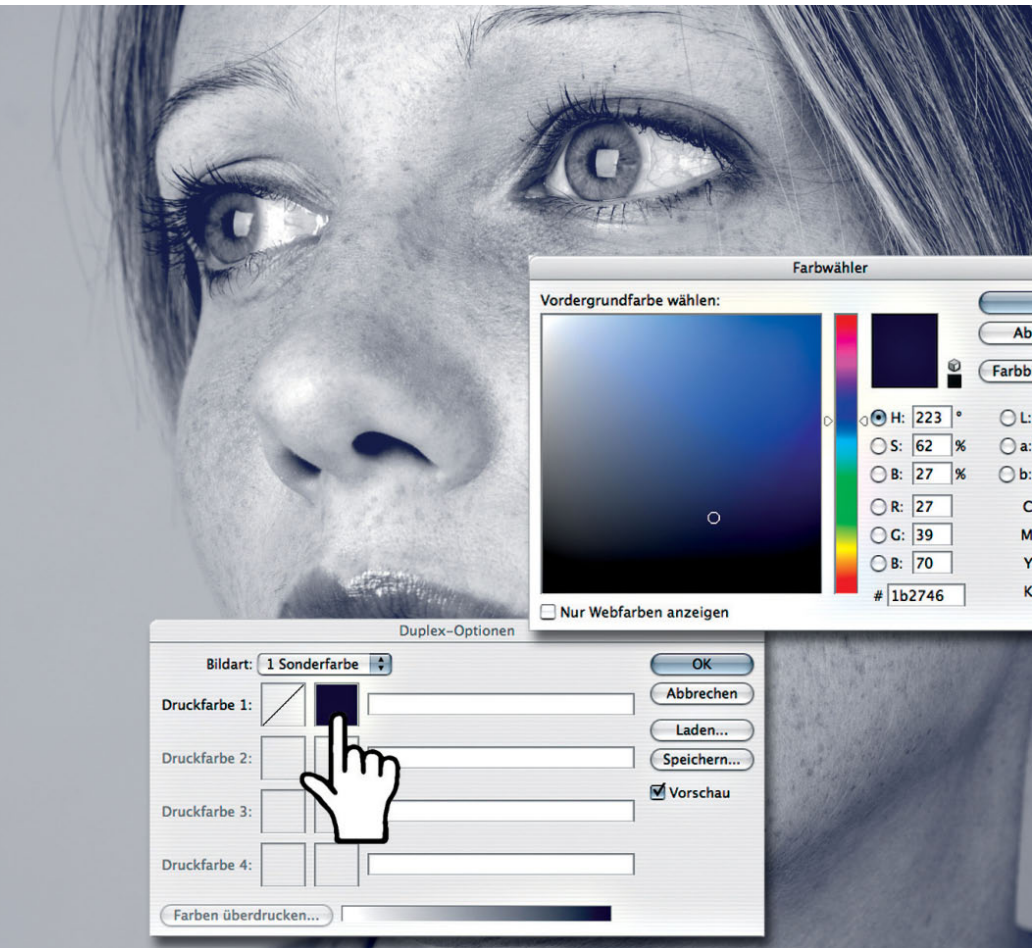 Farbwähler
Vordergrundfarbe wählen:
Ab
Farbb
H: 223 ° L:
S: 62 % a:
B: 27 % b:
R: 27 C
G: 39 M
B: 70 Y
# 1b2746 K
Nur Webfarben anzeigen
Duplex-Optionen
Bildart: 1 Sonderfarbe OK
Druckfarbe 1: Abbrechen
Laden...
Druckfarbe 2: Speichern...
Vorschau
Druckfarbe 3:
Druckfarbe 4:
Farben überdrucken...